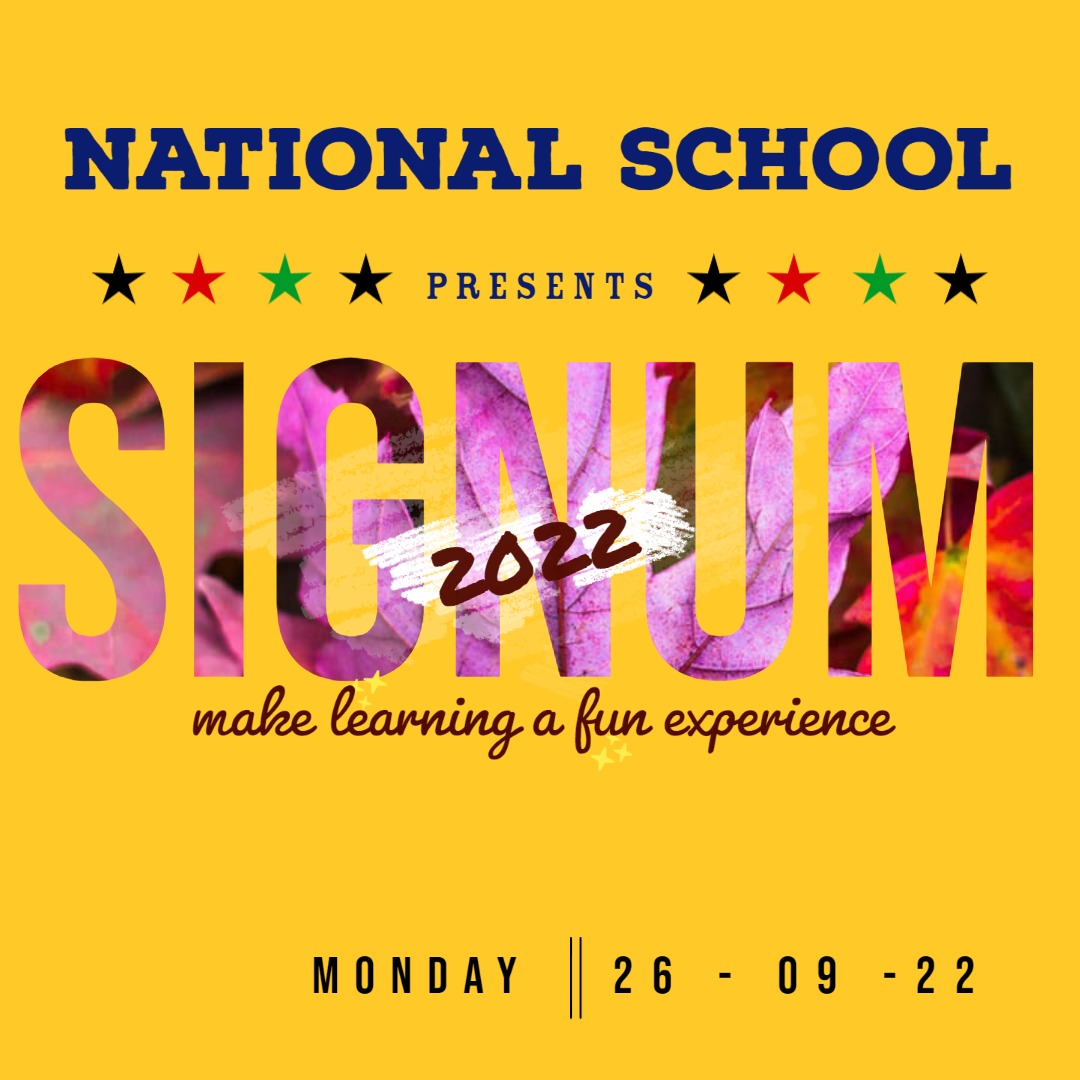 NATIONAL SCHOOL
PRESENTS
SIGNUM
2022
make learning a fun experience
MONDAY 26 - 09 -22